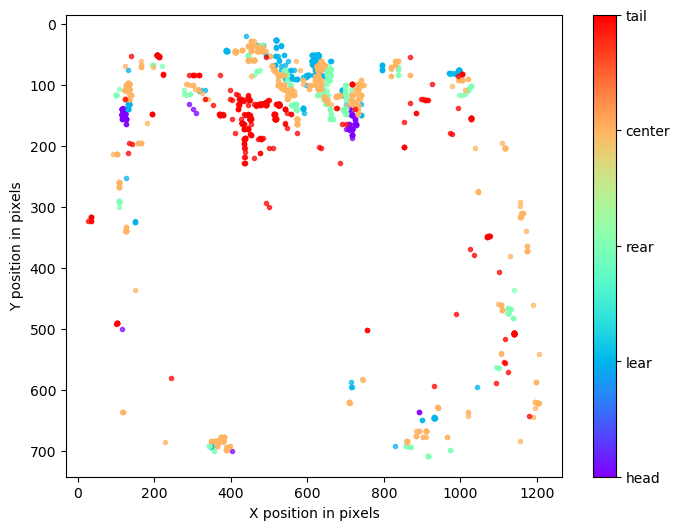 0
100
200
300
400
500
600
700
Y position in pixels
0 200 400 600 800 1000 1200
X position in pixels
tail
center
rear
lear
head